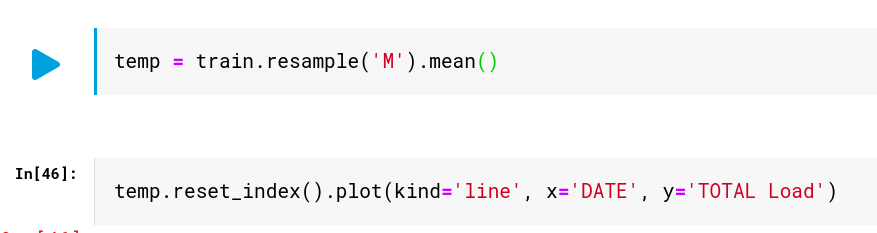 temp = train.resample('M').mean()
In[46]:
temp.reset_index().plot(kind='line', x='DATE', y='TOTAL Load')